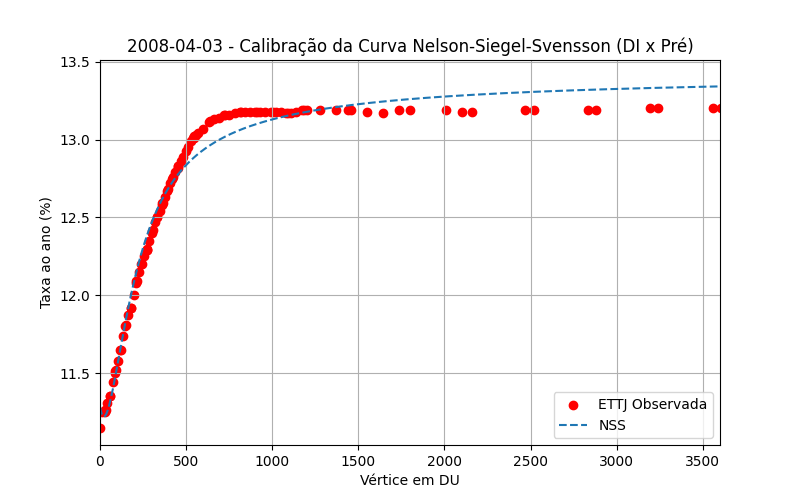 2008-04-03 - Calibração da Curva Nelson-Siegel-Svensson (DI x Pré)
13.5
13.0
12.5
12.0
11.5
Taxa ao ano (%)
ETTJ Observada
NSS
0 500 1000 1500 2000 2500 3000 3500
Vértice em DU